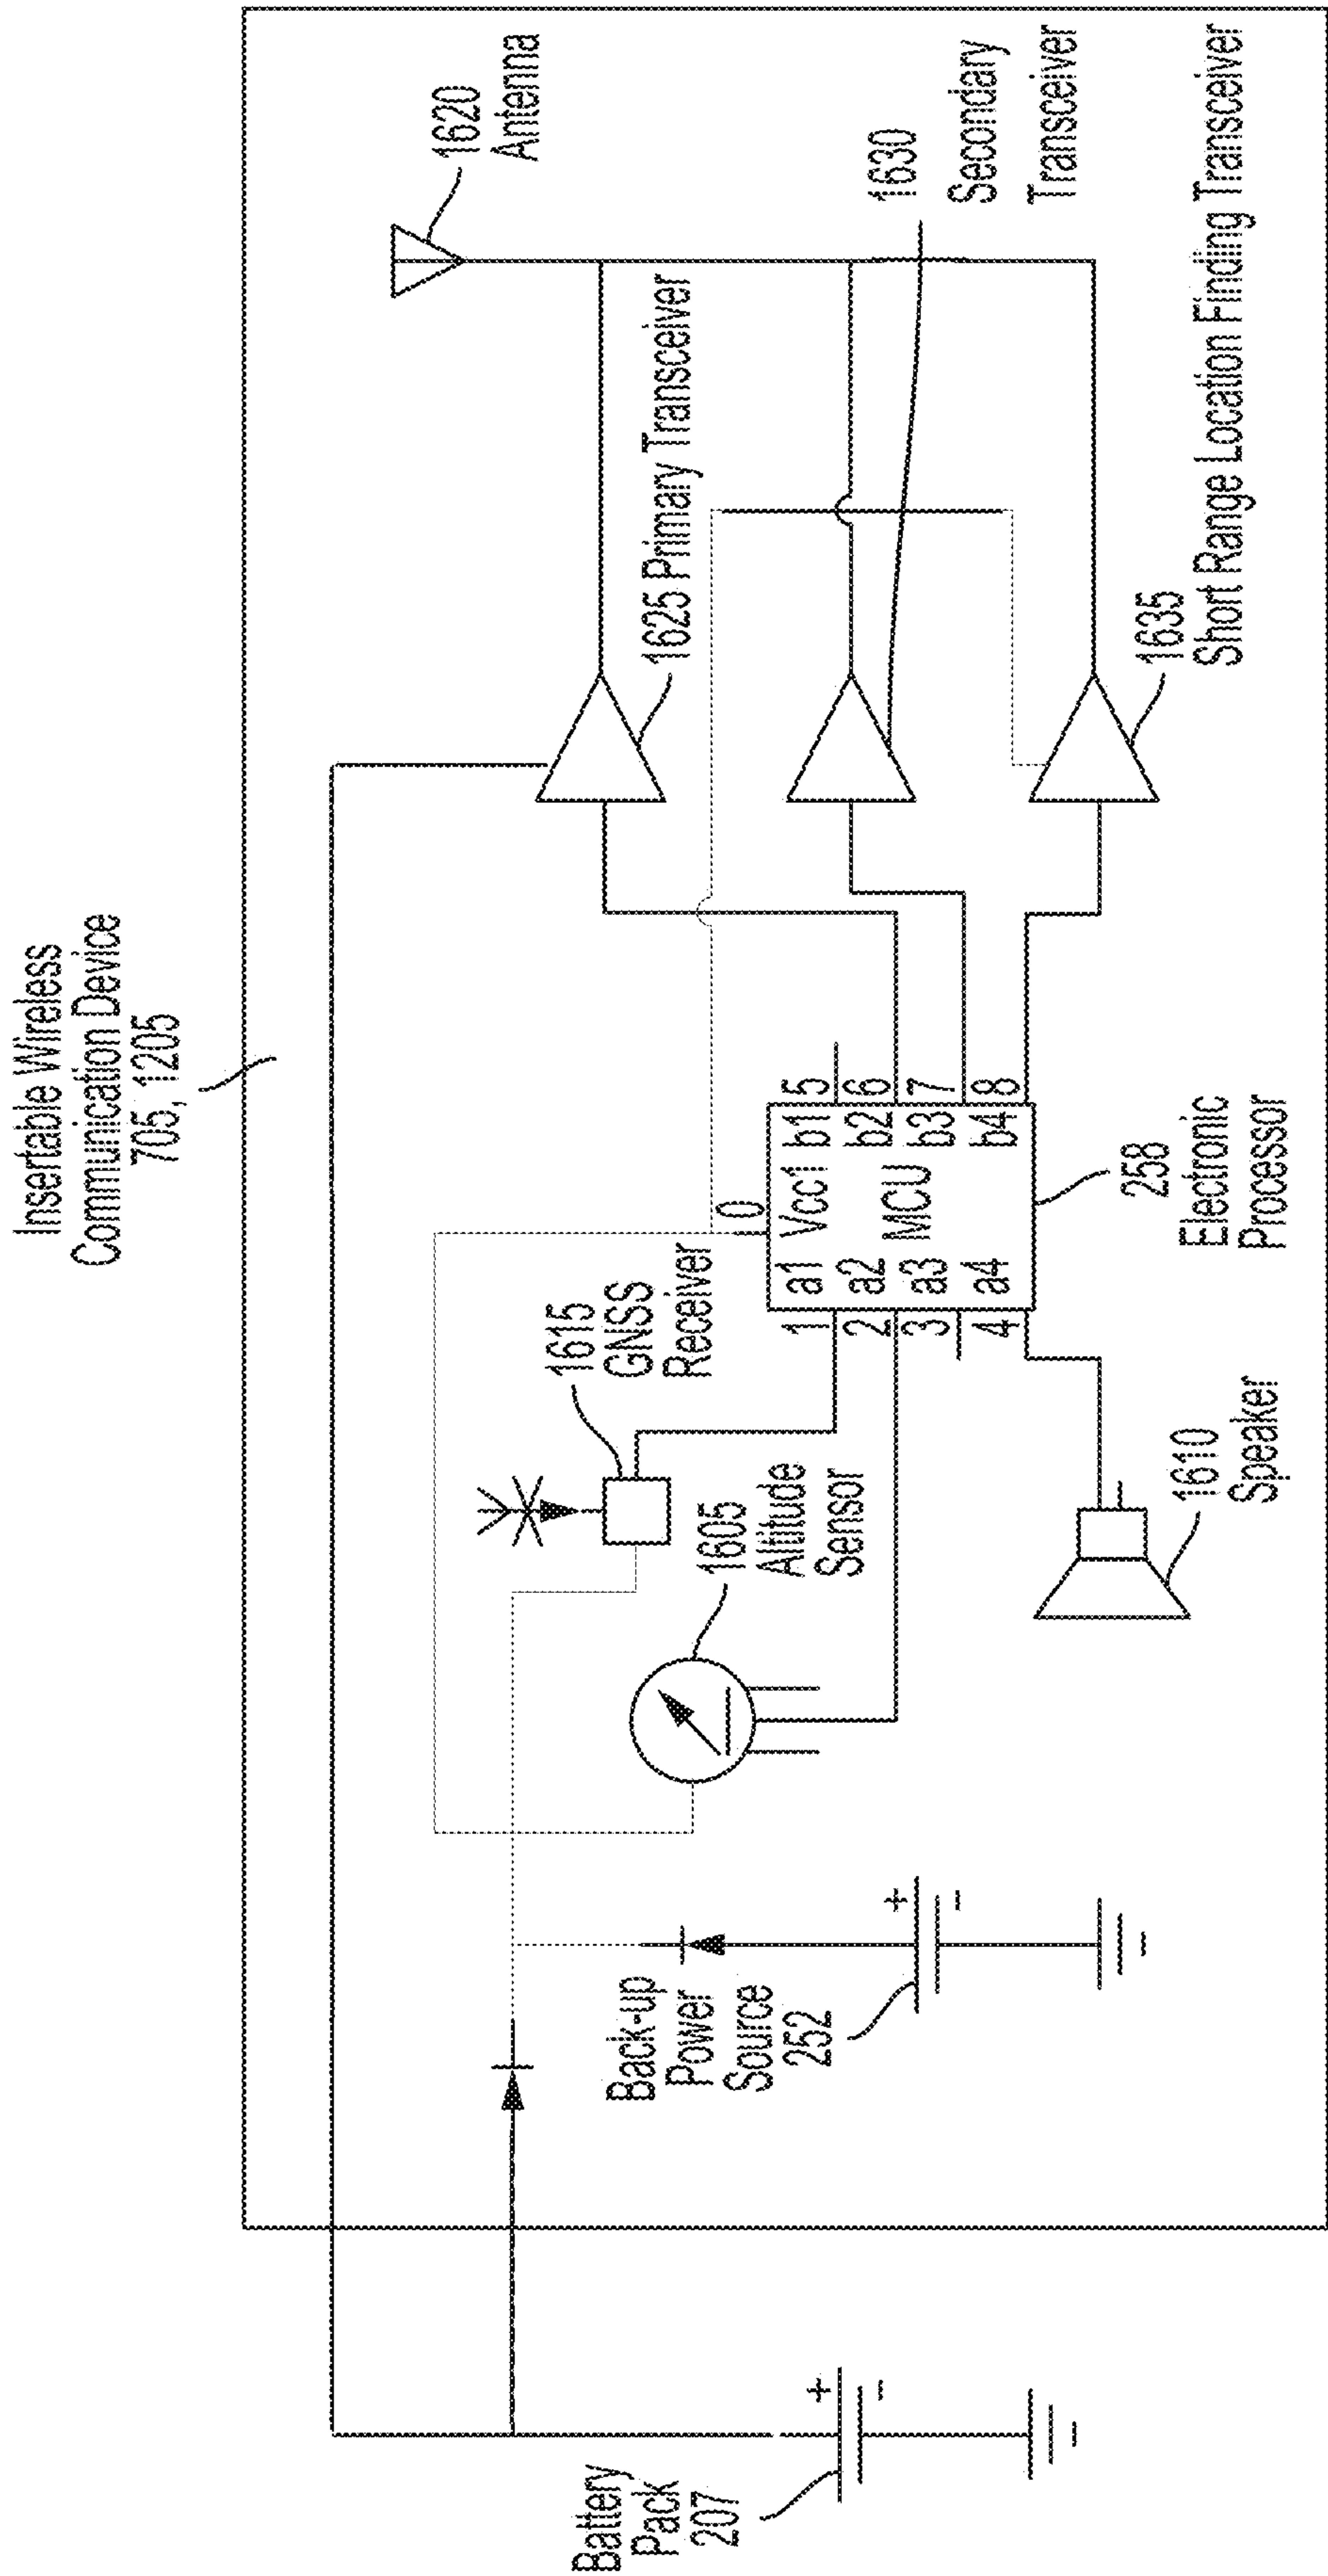 Insertable Wireless
Communication Device
705, 1205
1620
Antenna
1625 Primary Transceiver
1630
Secondary
Transceiver
1635
Short Range Location Finding Transceiver
1615
GNSS
Receiver
1605
Altitude
Sensor
1610
Speaker
0
1 a1 Vcc1 b1 5
2 a2 MCU b2 6
3 a3 b3 7
4 a4 b4 8
258
Electronic
Processor
Back-up
Power
Source
252
+
-
Battery
Pack
207
+
-